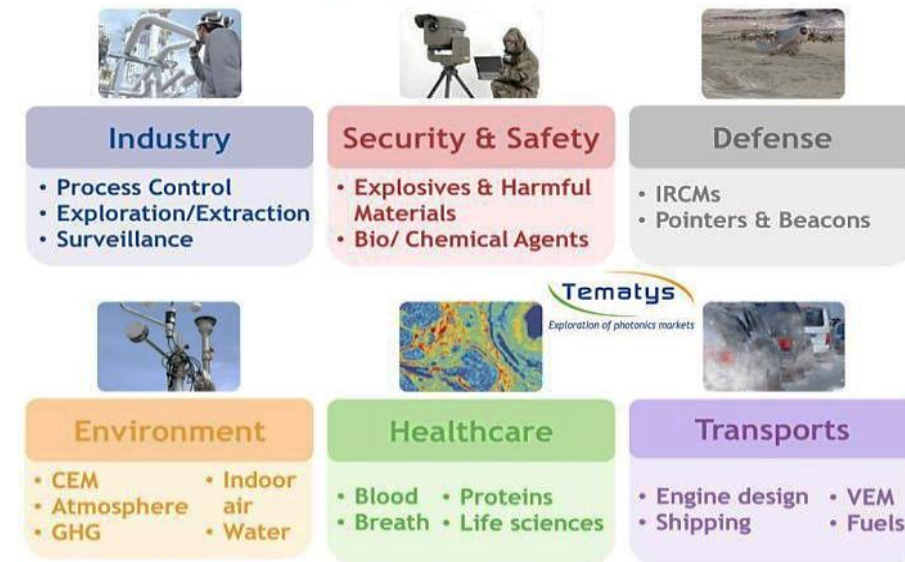 Industry
• Process Control
• Exploration/Extraction
• Surveillance
Security & Safety
• Explosives & Harmful
Materials
• Bio/ Chemical Agents
Defense
• IRCMs
• Pointers & Beacons
Tematys
Exploration of photonics markets
Environment
• CEM
• Atmosphere
• GHG
• Indoor
air
• Water
Healthcare
• Blood
• Breath
• Proteins
• Life sciences
Transports
• Engine design
• Shipping
• VEM
• Fuels